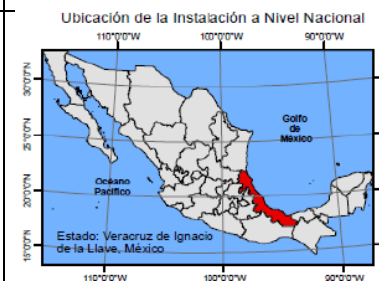 Ubicación de la Instalación a Nivel Nacional
110°0'0"W 100°0'0"W 90°0'0"W
30°0'0"N
25°0'0"N
20°0'0"N
15°0'0"N
Golfo
de
México
Océano
Pacífico
Estado: Veracruz de Ignacio
de la Llave, México
110°0'0"W 100°0'0"W 90°0'0"W